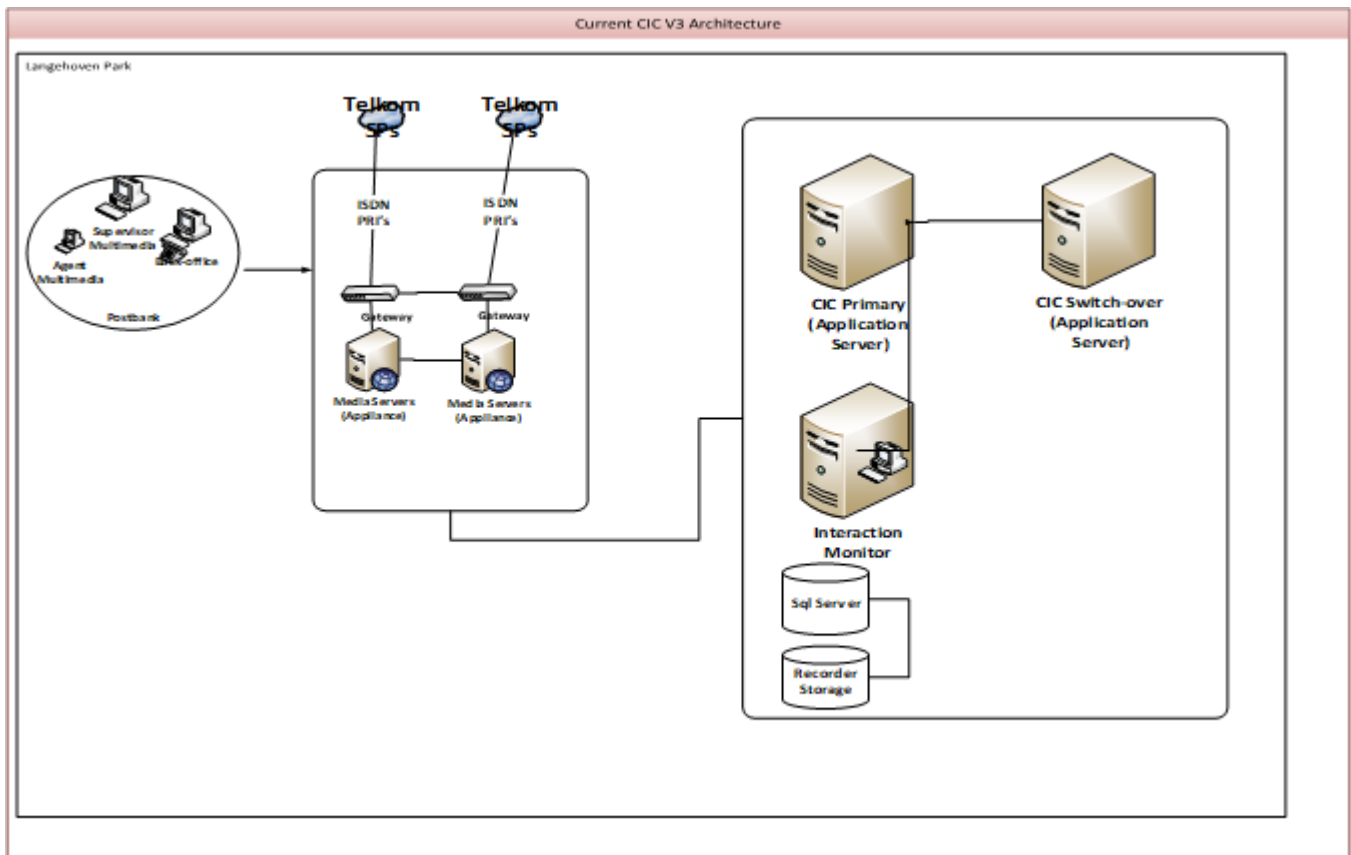 Current CIC V3 Architecture
Langehoven Park
Telkom
SPs
Telkom
SPs
ISDN
PRI's
ISDN
PRI's
Supervisor
Multimedia
Agent
Multimedia
Postbank
Gateway
Gateway
Media Servers
(Appliance)
Media Servers
(Appliance)
CIC Primary
(Application
Server)
CIC Switch-over
(Application
Server)
Interaction
Monitor
Sql Server
Recorder
Storage